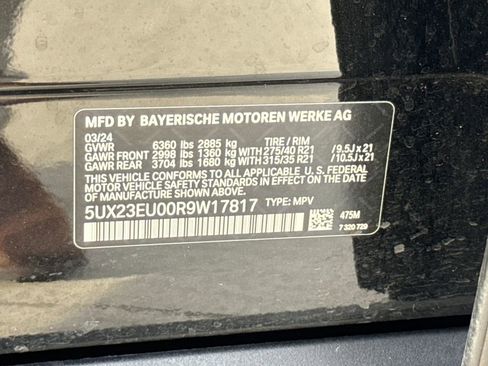 MFD BY BAYERISCHE MOTOREN WERKE AG
03/24
GVWR 6360 lbs 2885 kg TIRE / RIM
GAWR FRONT 2998 lbs 1360 kg WITH 275/40 R21 / 9.5J x 21
GAWR REAR 3704 lbs 1680 kg WITH 315/35 R21 / 10.5J x 21
THIS VEHICLE CONFORMS TO ALL APPLICABLE U. S. FEDERAL
MOTOR VEHICLE SAFETY STANDARDS IN EFFECT ON THE DATE
OF MANUFACTURE SHOWN ABOVE.
5UX23EU00R9W17817 TYPE: MPV
475M
7 320 729